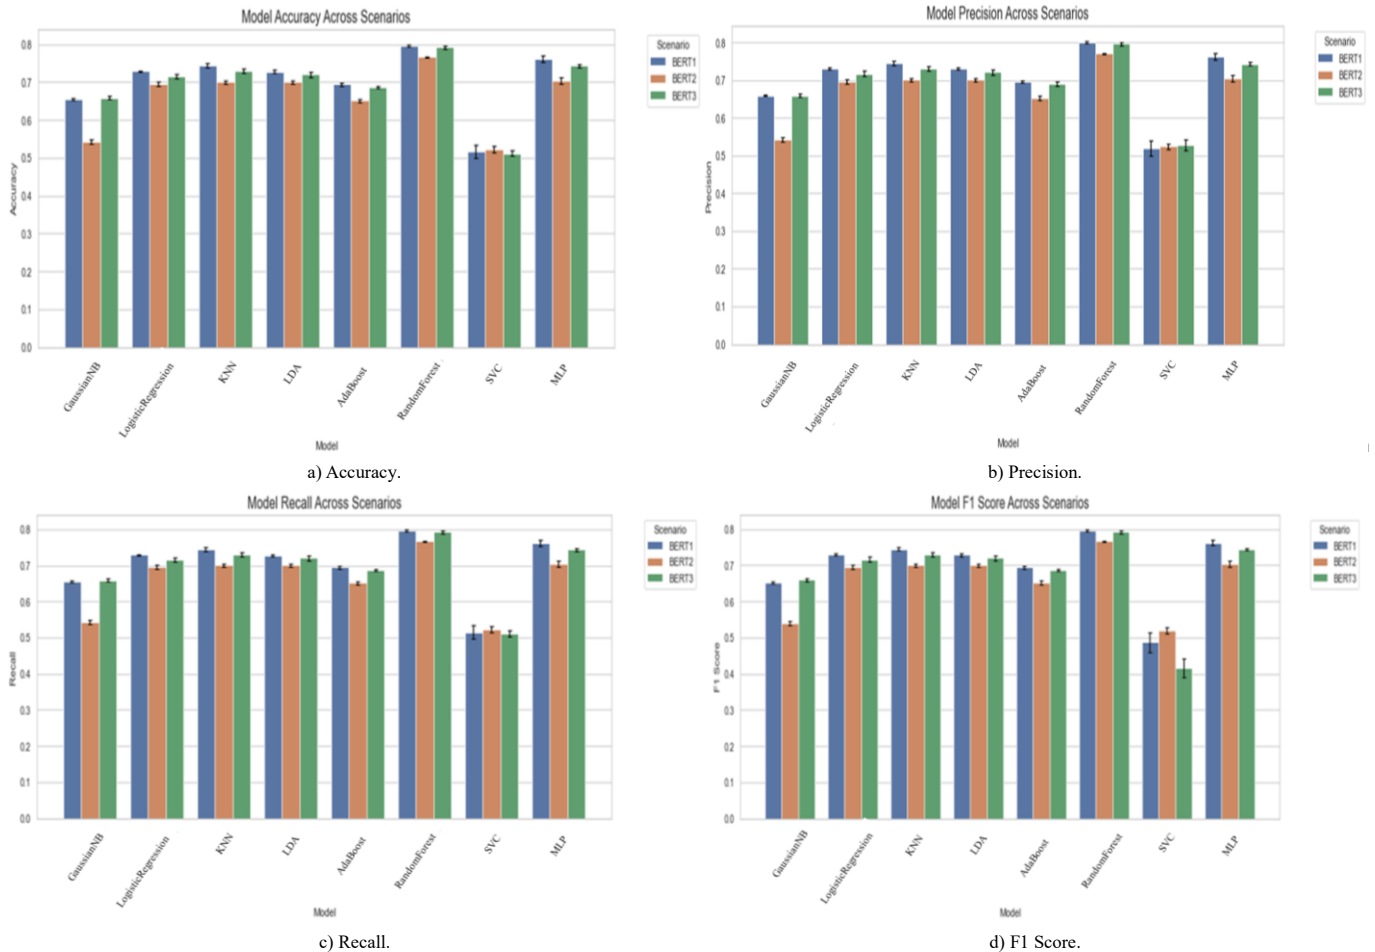 Model Accuracy Across Scenarios
0.8
0.7
0.6
0.5
0.4
0.3
0.2
0.1
0.0
Accuracy
GaussianNB
LogisticRegression
KNN
LDA
AdaBoost
RandomForest
SVC
MLP
Model
Scenario
BERT1
BERT2
BERT3
a) Accuracy.
Model Precision Across Scenarios
0.8
0.7
0.6
0.5
0.4
0.3
0.2
0.1
0.0
Precision
GaussianNB
LogisticRegression
KNN
LDA
AdaBoost
RandomForest
SVC
MLP
Model
Scenario
BERT1
BERT2
BERT3
b) Precision.
Model Recall Across Scenarios
0.8
0.7
0.6
0.5
0.4
0.3
0.2
0.1
0.0
Recall
GaussianNB
LogisticRegression
KNN
LDA
AdaBoost
RandomForest
SVC
MLP
Model
Scenario
BERT1
BERT2
BERT3
c) Recall.
Model F1 Score Across Scenarios
0.8
0.7
0.6
0.5
0.4
0.3
0.2
0.1
0.0
F1 Score
GaussianNB
LogisticRegression
KNN
LDA
AdaBoost
RandomForest
SVC
MLP
Model
Scenario
BERT1
BERT2
BERT3
d) F1 Score.